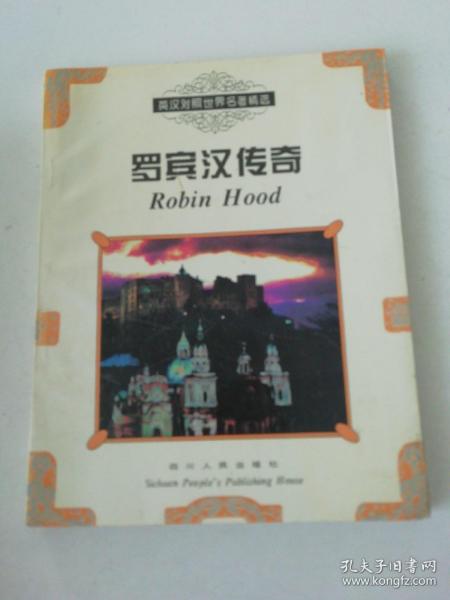 英汉对照世界名著精选
罗宾汉传奇
Robin Hood
四川人民出版社
Sichuan People's Publishing House
孔夫子旧书网
www.kongfz.com